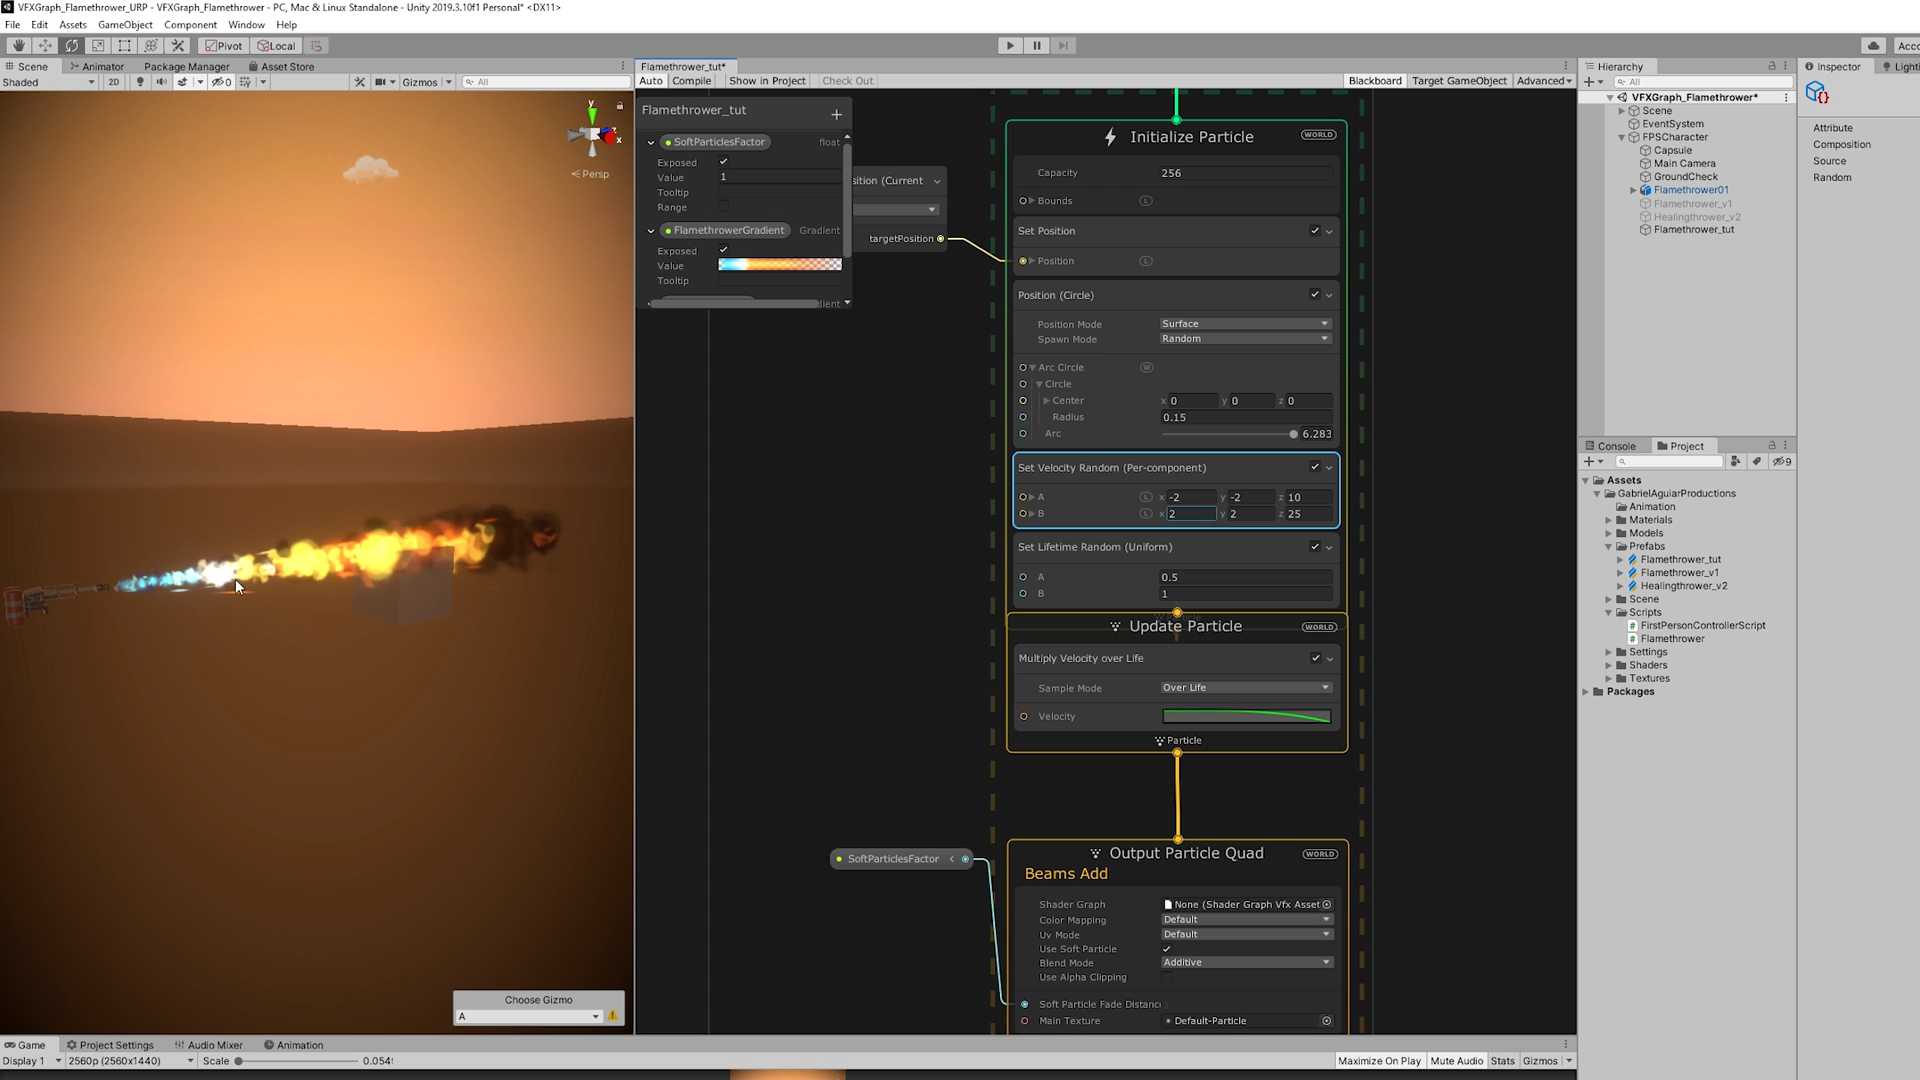 VFXGraph_Flamethrower_URP - VFXGraph_Flamethrower - PC, Mac & Linux Standalone - Unity 2019.3.10f1 Personal* <DX11>
File Edit Assets GameObject Component Window Help
Pivot Local
Scene Animator Package Manager Asset Store
Shaded 2D 0 Gizmos All
y
x
Persp
Choose Gizmo
A
Flamethrower_tut*
Auto Compile Show in Project Check Out Blackboard Target GameObject Advanced
Flamethrower_tut
SoftParticlesFactor float
Exposed
Value 1
Tooltip
Range
FlamethrowerGradient Gradient
Exposed
Value
Tooltip
dient
sition (Current
targetPosition
Initialize Particle WORLD
Capacity 256
Bounds L
Set Position
Position L
Position (Circle)
Position Mode Surface
Spawn Mode Random
Arc Circle W
Circle
Center x 0 y 0 z 0
Radius 0.15
Arc 6.283
Set Velocity Random (Per-component)
A L x -2 y -2 z 10
B L x 2 y 2 z 25
Set Lifetime Random (Uniform)
A 0.5
B 1
Update Particle WORLD
Multiply Velocity over Life
Sample Mode Over Life
Velocity
Particle
SoftParticlesFactor
Output Particle Quad WORLD
Beams Add
Shader Graph None (Shader Graph Vfx Asset
Color Mapping Default
Uv Mode Default
Use Soft Particle
Blend Mode Additive
Use Alpha Clipping
Soft Particle Fade Distance
Main Texture Default-Particle
Hierarchy
All
VFXGraph_Flamethrower*
Scene
EventSystem
FPSCharacter
Capsule
Main Camera
GroundCheck
Flamethrower01
Flamethrower_v1
Healingthrower_v2
Flamethrower_tut
Console Project
9
Assets
GabrielAguiarProductions
Animation
Materials
Models
Prefabs
Flamethrower_tut
Flamethrower_v1
Healingthrower_v2
Scene
Scripts
FirstPersonControllerScript
Flamethrower
Settings
Shaders
Textures
Packages
Acco
Inspector Lighti
Attribute
Composition
Source
Random
Game Project Settings Audio Mixer Animation
Display 1 2560p (2560x1440) Scale 0.054 Maximize On Play Mute Audio Stats Gizmos